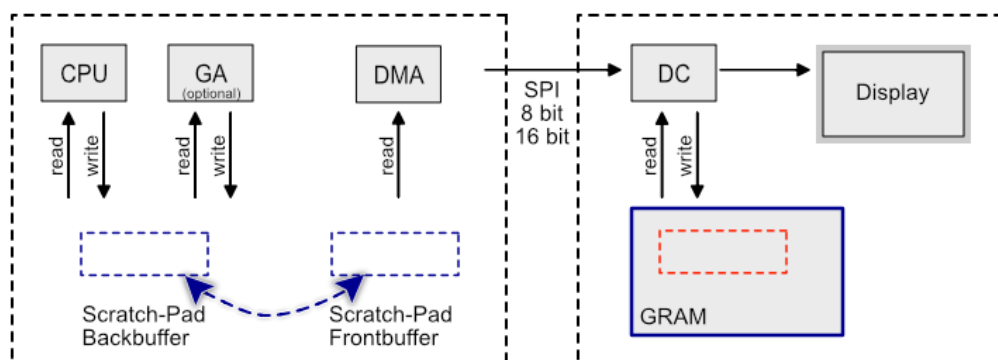 CPU
GA
(optional)
DMA
DC
Display
SPI
8 bit
16 bit
read
write
read
write
read
read
write
Scratch-Pad
Backbuffer
Scratch-Pad
Frontbuffer
GRAM